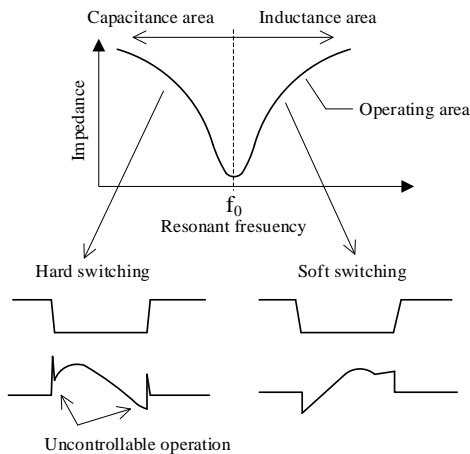 Capacitance area
Inductance area
Impedance
Operating area
f0
Resonant fresuency
Hard switching
Soft switching
Uncontrollable operation